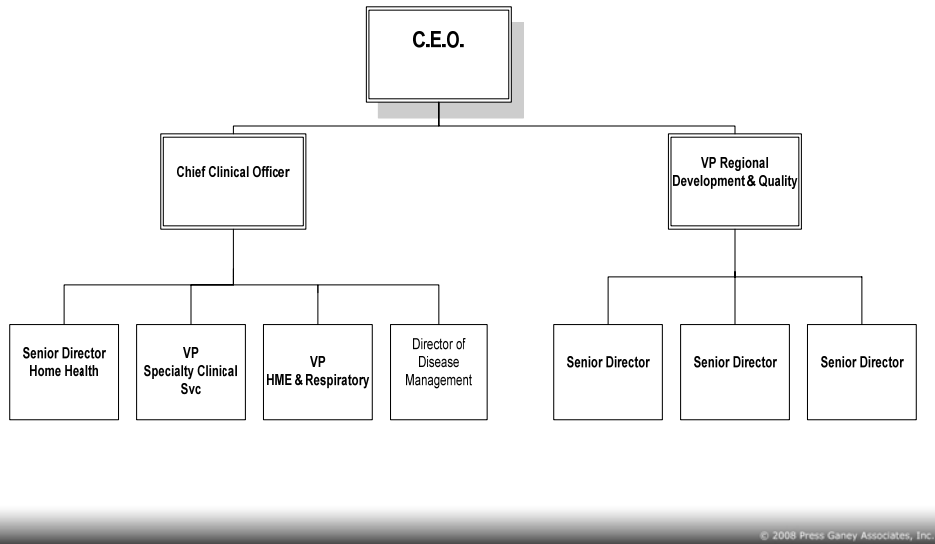 C.E.O.
Chief Clinical Officer
VP Regional
Development & Quality
Senior Director
Home Health
VP
Specialty Clinical
Svc
VP
HME & Respiratory
Director of
Disease
Management
Senior Director
Senior Director
Senior Director
© 2008 Press Ganey Associates, Inc.